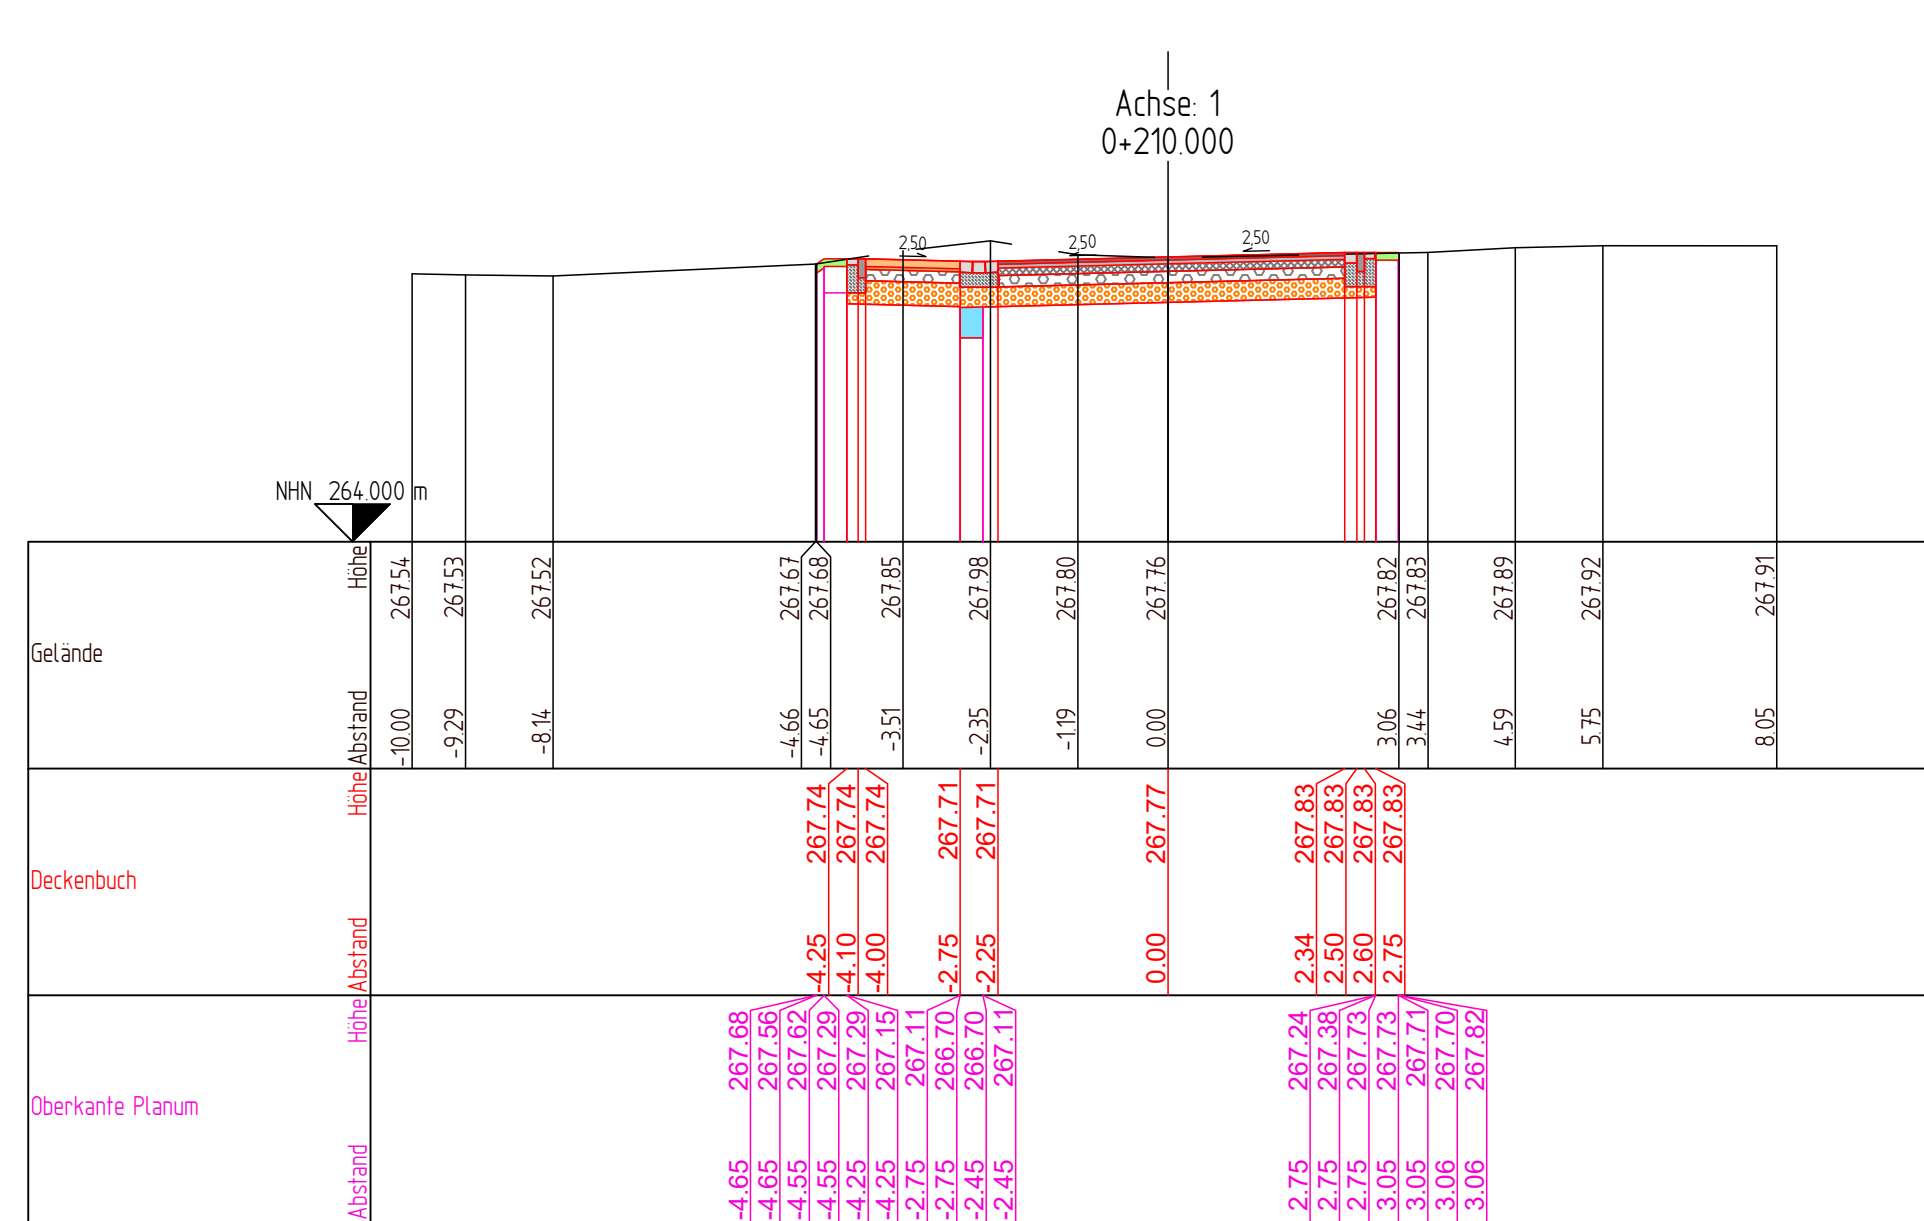 Achse: 1
0+210.000
2,50 2,50 2,50
NHN 264.000 m
Gelände
Höhe 267.54 267.53 267.52 267.67 267.68 267.85 267.98 267.80 267.76 267.82 267.83 267.89 267.92 267.91
Abstand -10.00 -9.29 -8.14 -4.66 -4.65 -3.51 -2.35 -1.19 0.00 3.06 3.44 4.59 5.75 8.05
Deckenbuch
Höhe 267.74 267.74 267.74 267.71 267.71 267.77 267.83 267.83 267.83 267.83
Abstand -4.25 -4.10 -4.00 -2.75 -2.25 0.00 2.34 2.50 2.60 2.75
Oberkante Planum
Höhe 267.68 267.56 267.62 267.29 267.29 267.15 267.11 266.70 266.70 267.11 267.24 267.38 267.73 267.73 267.71 267.70 267.82
Abstand -4.65 -4.65 -4.55 -4.55 -4.25 -4.25 -2.75 -2.75 -2.45 -2.45 2.75 2.75 2.75 3.05 3.05 3.06 3.06